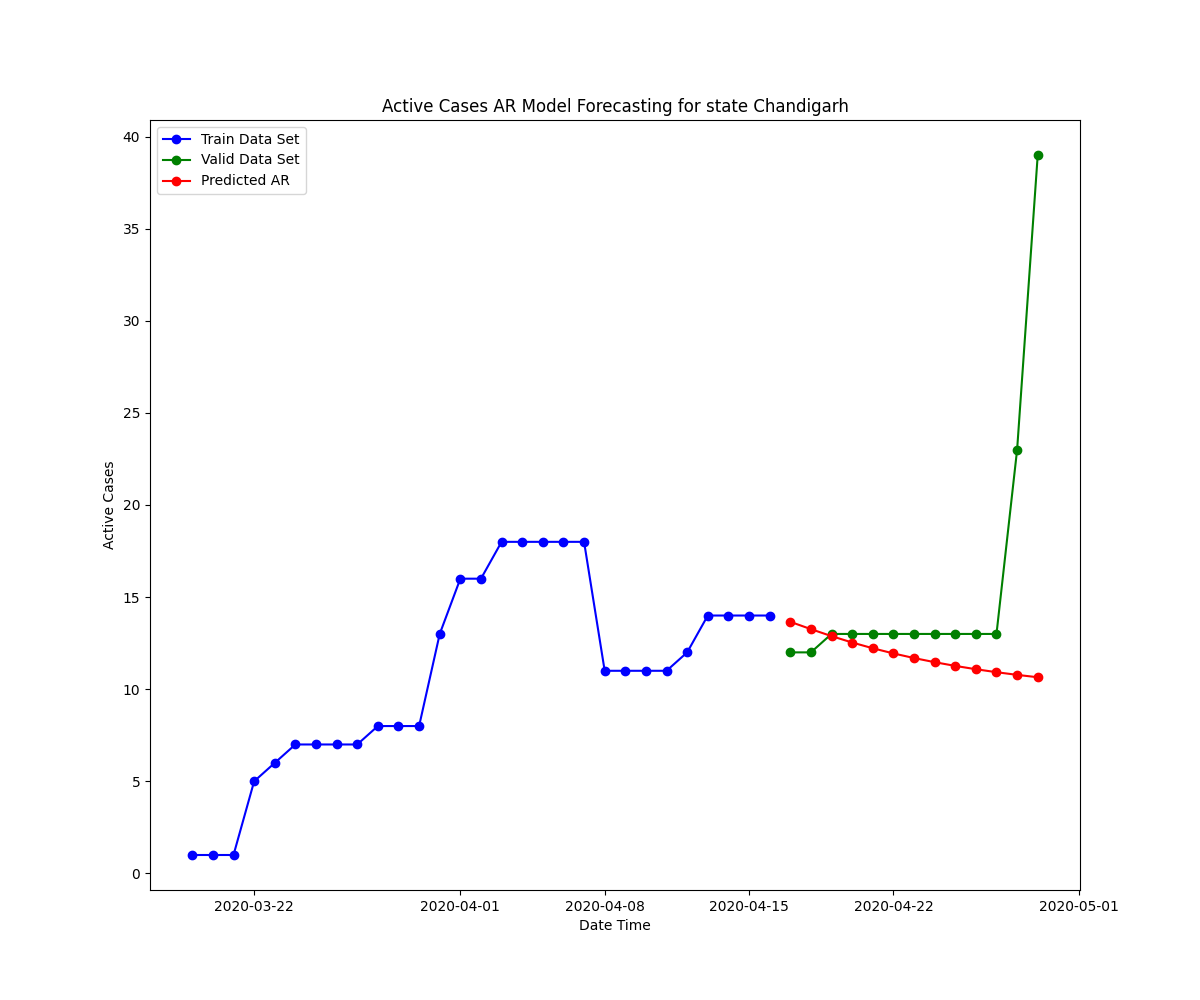 Active Cases AR Model Forecasting for state Chandigarh
Train Data Set
Valid Data Set
Predicted AR
40
35
30
25
20
15
10
5
0
Active Cases
2020-03-22 2020-04-01 2020-04-08 2020-04-15 2020-04-22 2020-05-01
Date Time